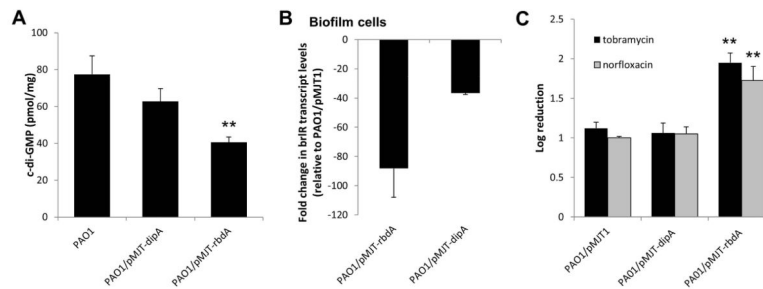 A
c-di-GMP (pmol/mg)
100
80
60
40
20
0
**
PAO1
PAO1/pMJT-dipA
PAO1/pMJT-rbdA
B
Biofilm cells
Fold change in brlR transcript levels
(relative to PAO1/pMJT1)
0
-20
-40
-60
-80
-100
-120
PAO1/pMJT-rbdA
PAO1/pMJT-dipA
C
Log reduction
2.5
2
1.5
1
0.5
0
tobramycin
norfloxacin
**
**
PAO1/pMJT1
PA01/pMJT-dipA
PA01/pMJT-rbdA